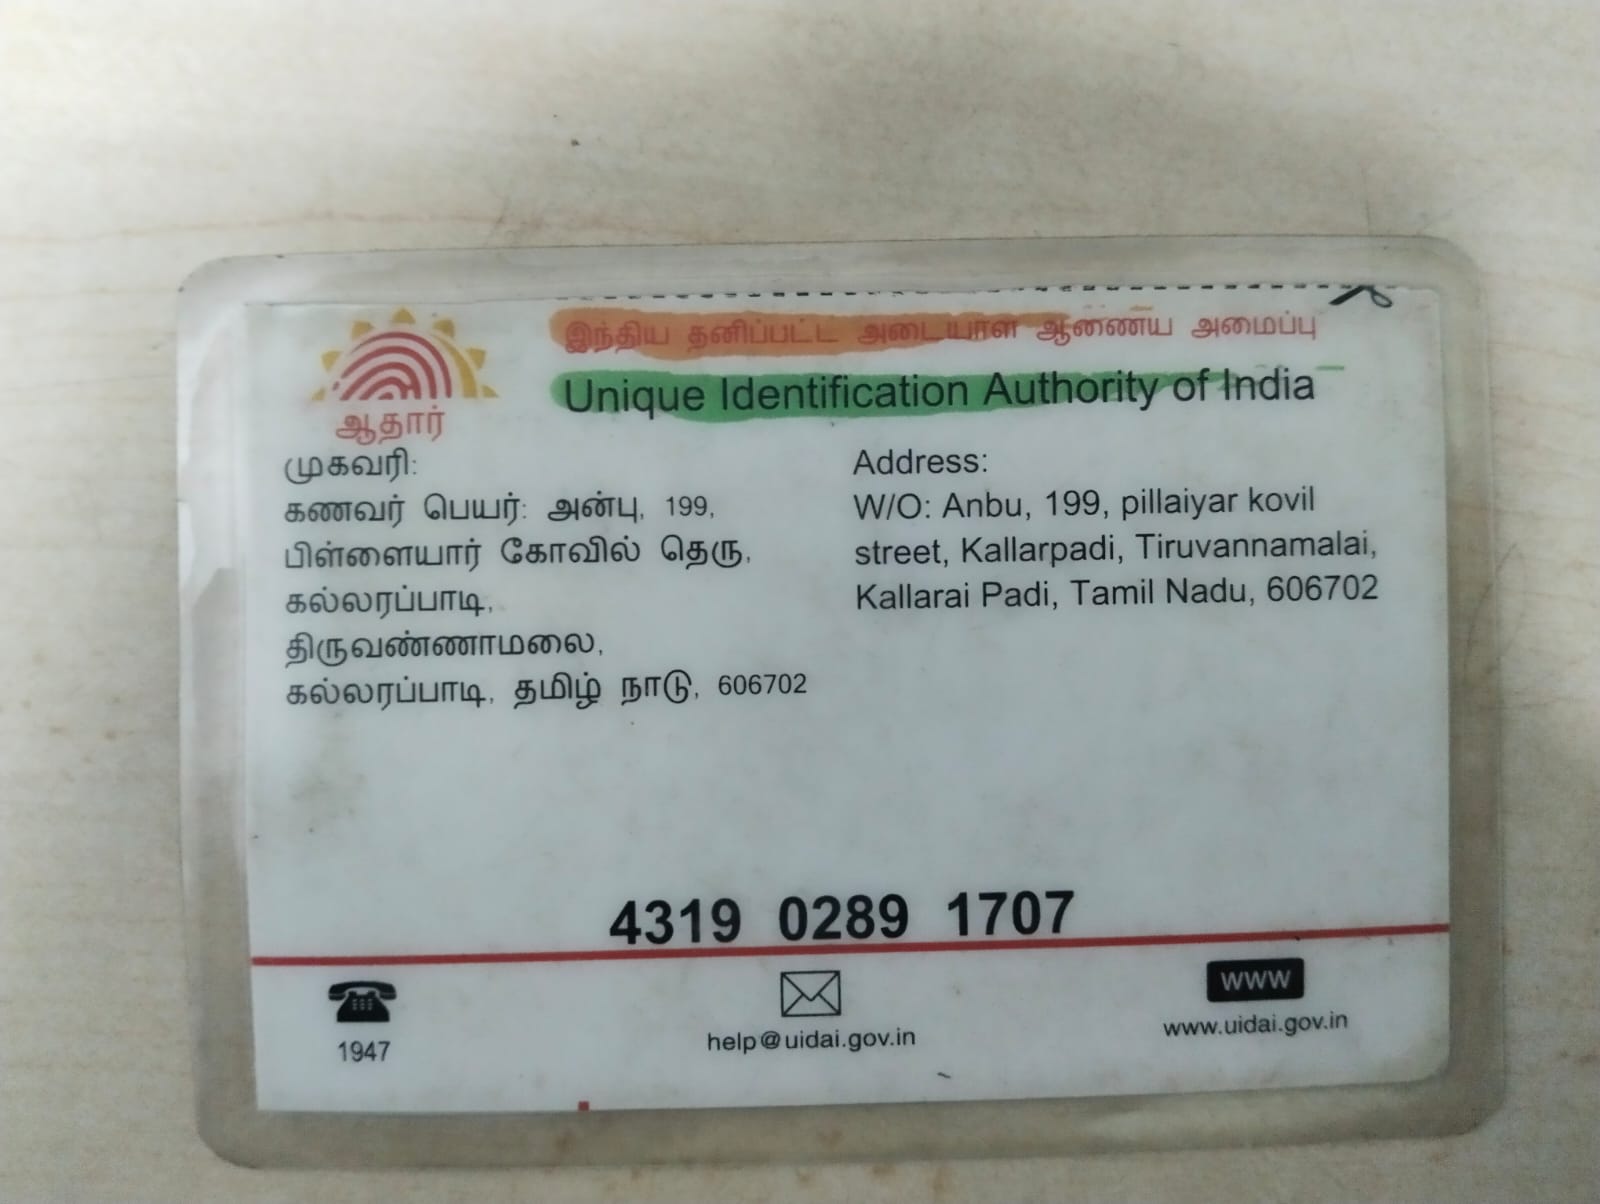 இந்திய தனிப்பட்ட அடையாள ஆணைய அமைப்பு
Unique Identification Authority of India
ஆதார்
முகவரி:
கணவர் பெயர்: அன்பு, 199,
பிள்ளையார் கோவில் தெரு,
கல்லரப்பாடி,
திருவண்ணாமலை,
கல்லரப்பாடி, தமிழ் நாடு, 606702
Address:
W/O: Anbu, 199, pillaiyar kovil
street, Kallarpadi, Tiruvannamalai,
Kallarai Padi, Tamil Nadu, 606702
4319 0289 1707
1947
help@uidai.gov.in
www
www.uidai.gov.in